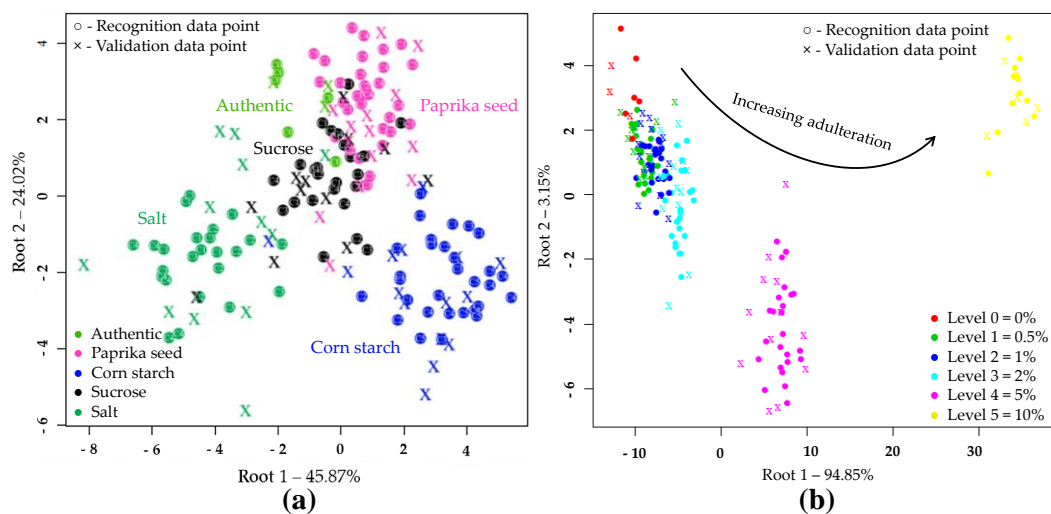 (a)
○ - Recognition data point
× - Validation data point
Authentic
Paprika seed
Sucrose
Salt
Corn starch
Authentic
Paprika seed
Corn starch
Sucrose
Salt
4
2
0
- 2
- 4
- 6
Root 2 – 24.02%
- 8
- 6
- 4
- 2
0
2
4
Root 1 – 45.87%
(a)
(b)
○ - Recognition data point
× - Validation data point
Increasing adulteration
Level 0 = 0%
Level 1 = 0.5%
Level 2 = 1%
Level 3 = 2%
Level 4 = 5%
Level 5 = 10%
4
2
0
- 2
- 4
- 6
Root 2 – 3.15%
- 10
0
10
20
30
Root 1 – 94.85%
(b)